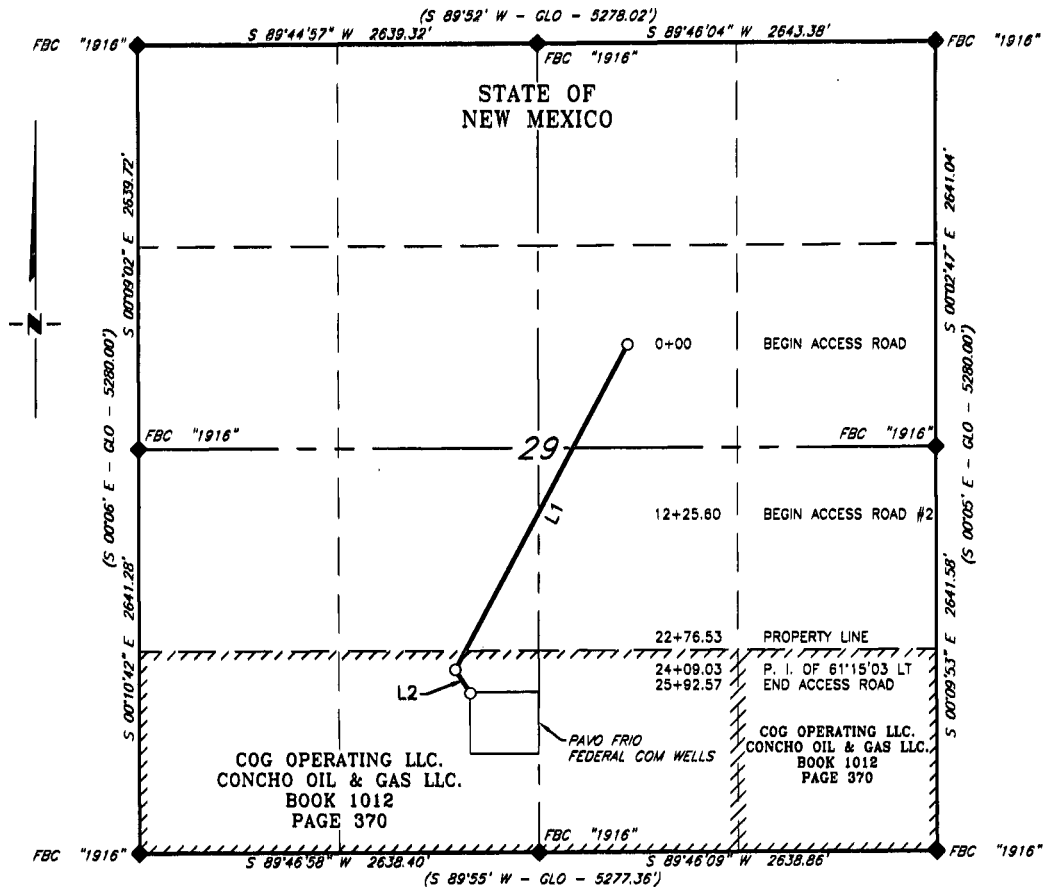 (S 89°52' W - GLO - 5278.02')
S 89°44'57" W 2639.32'
S 89°46'04" W 2643.38'
FBC "1916"
FBC "1916"
FBC "1916"
STATE OF
NEW MEXICO
S 00°09'02" E 2639.72'
S 00°02'47" E 2641.04'
N
(S 00°06' E - GLO - 5280.00')
(S 00°05' E - GLO - 5280.00')
0+00 BEGIN ACCESS ROAD
FBC "1916"
29
FBC "1916"
L1
12+25.60 BEGIN ACCESS ROAD #2
S 00°10'42" E 2641.28'
S 00°09'53" E 2641.58'
22+76.53 PROPERTY LINE
24+09.03 P. I. OF 61°15'03 LT
25+92.57 END ACCESS ROAD
L2
PAVO FRIO
FEDERAL COM WELLS
COG OPERATING LLC.
CONCHO OIL & GAS LLC.
BOOK 1012
PAGE 370
COG OPERATING LLC.
CONCHO OIL & GAS LLC.
BOOK 1012
PAGE 370
FBC "1916"
FBC "1916"
FBC "1916"
S 89°46'58" W 2638.40'
S 89°46'09" W 2638.86'
(S 89°55' W - GLO - 5277.36')